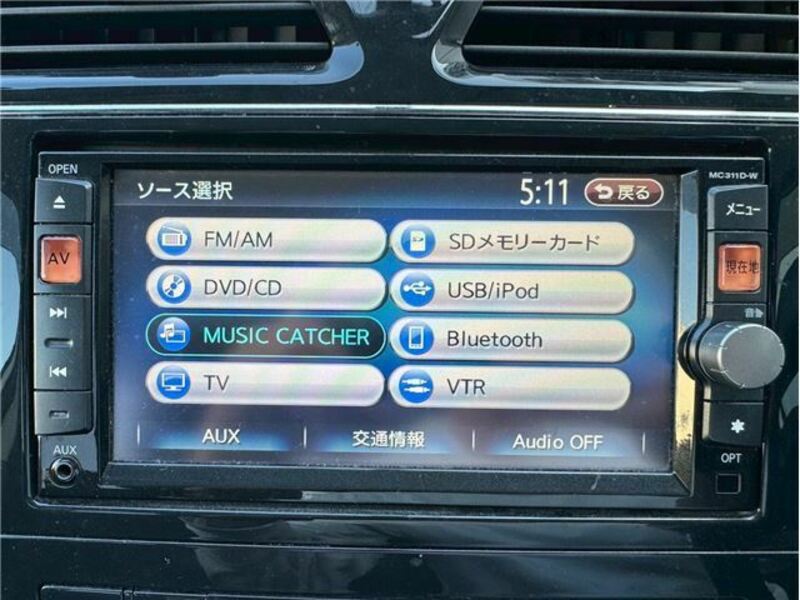 OPEN
MC311D-W
ソース選択
5:11
戻る
メニュー
AV
現在地
FM/AM
SDメモリーカード
DVD/CD
USB/iPod
MUSIC CATCHER
Bluetooth
TV
VTR
AUX
交通情報
Audio OFF
AUX
OPT